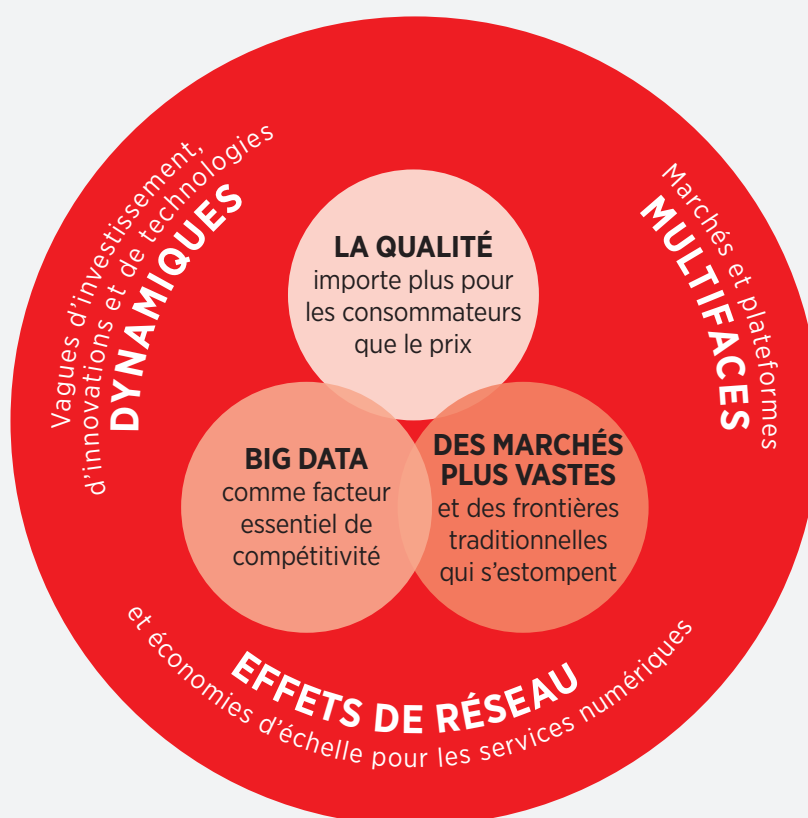 Vagues d'investissement,
d'innovations et de technologies
DYNAMIQUES
Marchés et plateformes
MULTIFACES
LA QUALITÉ
importe plus pour
les consommateurs
que le prix
BIG DATA
comme facteur
essentiel de
compétitivité
DES MARCHÉS
PLUS VASTES
et des frontières
traditionnelles
qui s'estompent
EFFETS DE RÉSEAU
et économies d'échelle pour les services numériques